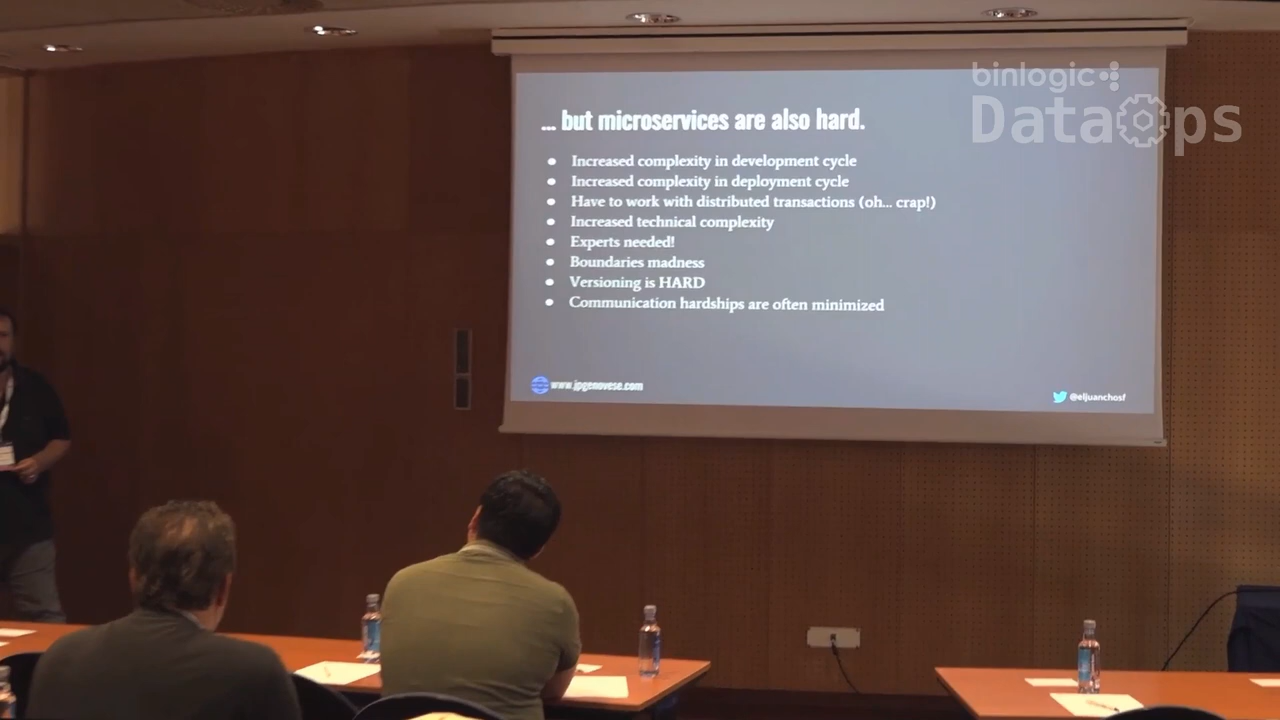 binlogic
DataOps
... but microservices are also hard.
● Increased complexity in development cycle
● Increased complexity in deployment cycle
● Have to work with distributed transactions (oh... crap!)
● Increased technical complexity
● Experts needed!
● Boundaries madness
● Versioning is HARD
● Communication hardships are often minimized
www.jpgenovese.com
@eljuanchosf